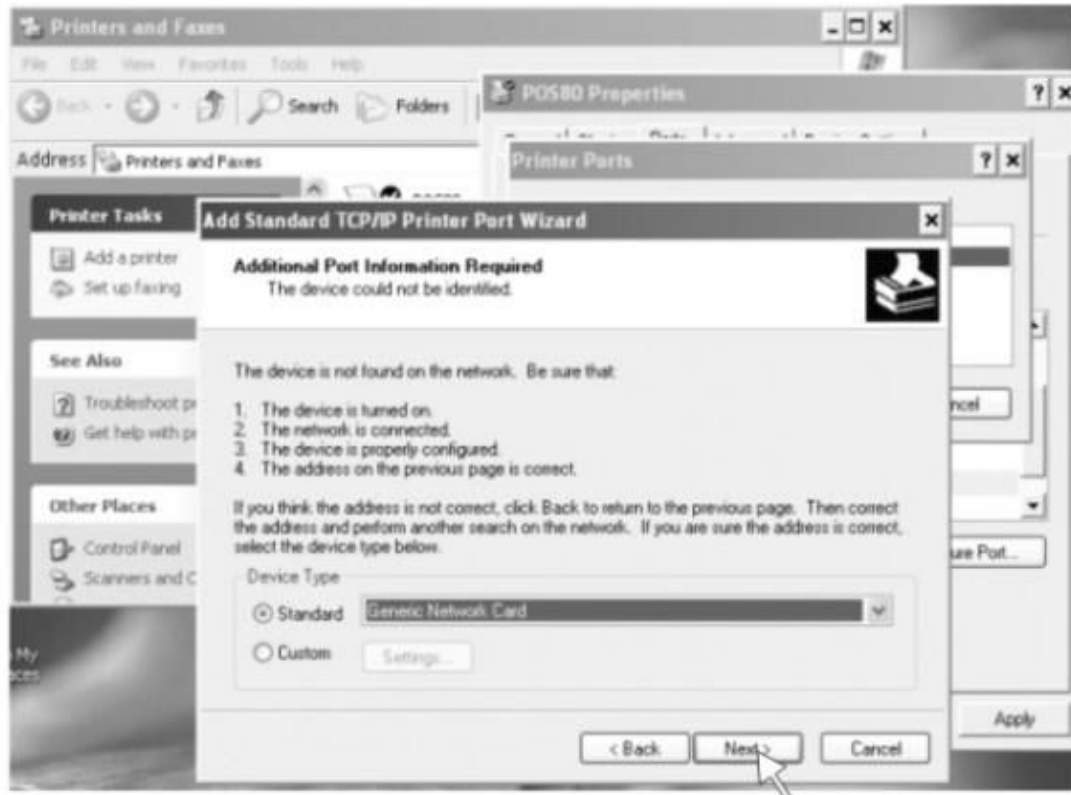 Printers and Faxes
File Edit View Favorites Tools Help
Back Search Folders
POS80 Properties
Address Printers and Faxes
Printer Ports
Printer Tasks
Add a printer
Set up faxing
See Also
Troubleshoot
Get help with
Other Places
Control Panel
Scanners and C
My
Add Standard TCP/IP Printer Port Wizard
Additional Port Information Required
The device could not be identified.
The device is not found on the network. Be sure that:
1. The device is turned on.
2. The network is connected.
3. The device is properly configured.
4. The address on the previous page is correct.
If you think the address is not correct, click Back to return to the previous page. Then correct
the address and perform another search on the network. If you are sure the address is correct,
select the device type below.
Device Type
Standard Generic Network Card
Custom Settings...
< Back Next > Cancel
ncel
ure Port...
Apply